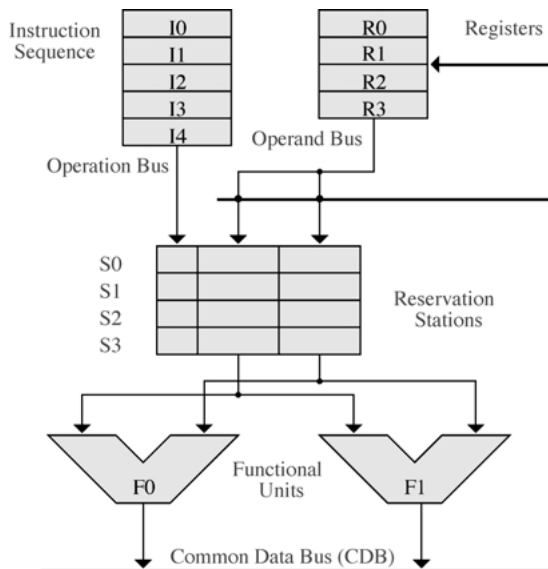 Instruction
Sequence
I0
I1
I2
I3
I4
R0
R1
R2
R3
Registers
Operation Bus
Operand Bus
S0
S1
S2
S3
Reservation
Stations
F0
Functional
Units
F1
Common Data Bus (CDB)